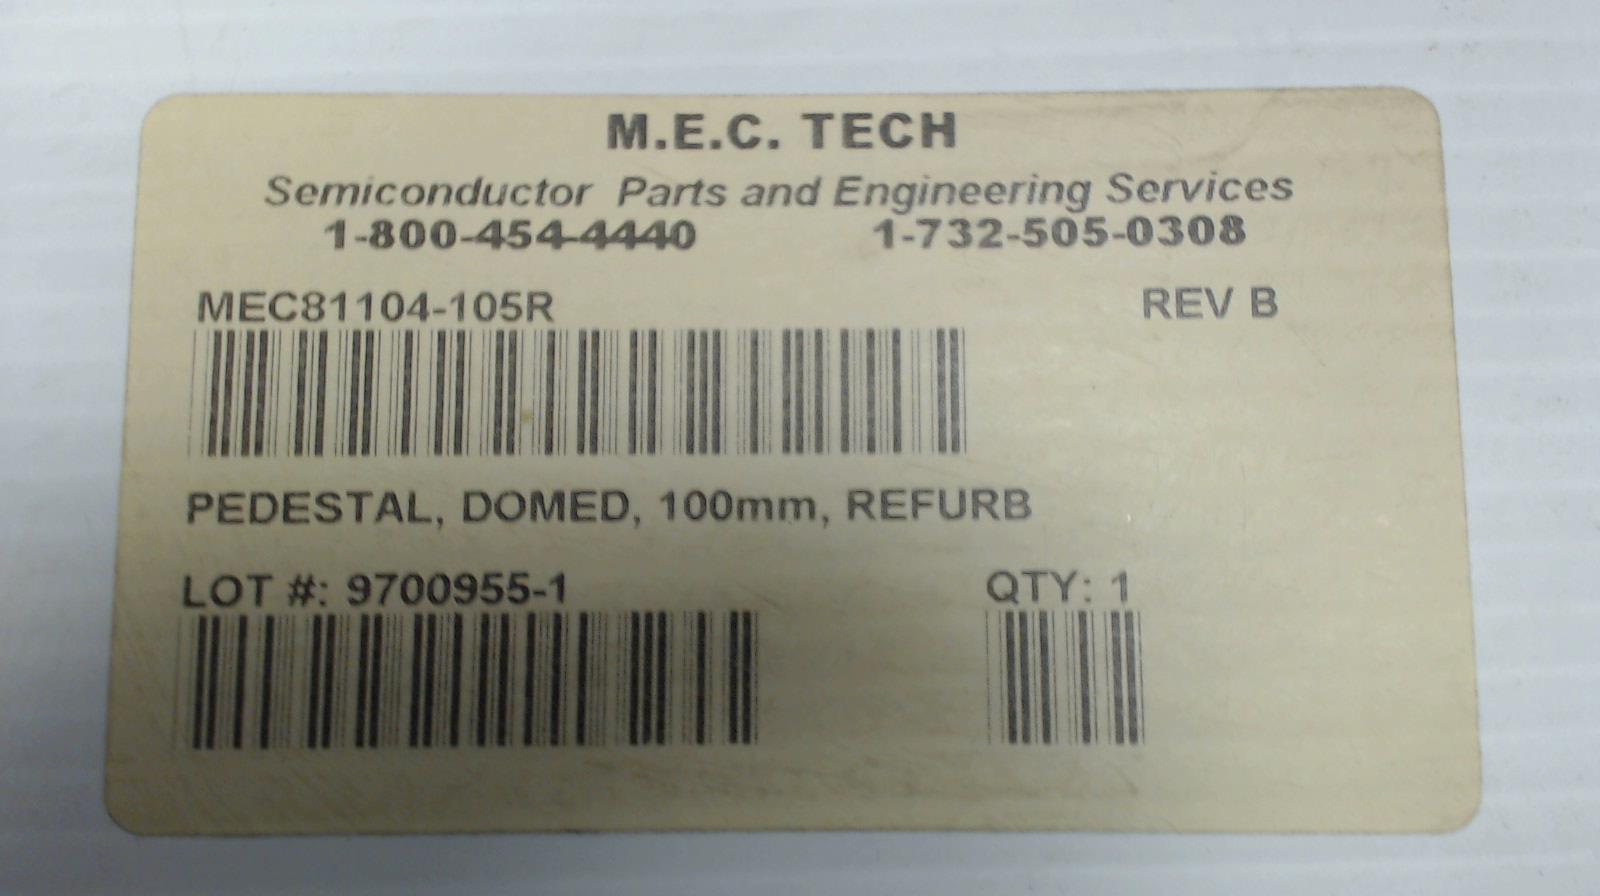 M.E.C. TECH
Semiconductor Parts and Engineering Services
1-800-454-4440 1-732-505-0308
MEC81104-105R REV B
PEDESTAL, DOMED, 100mm, REFURB
LOT #: 9700955-1 QTY: 1